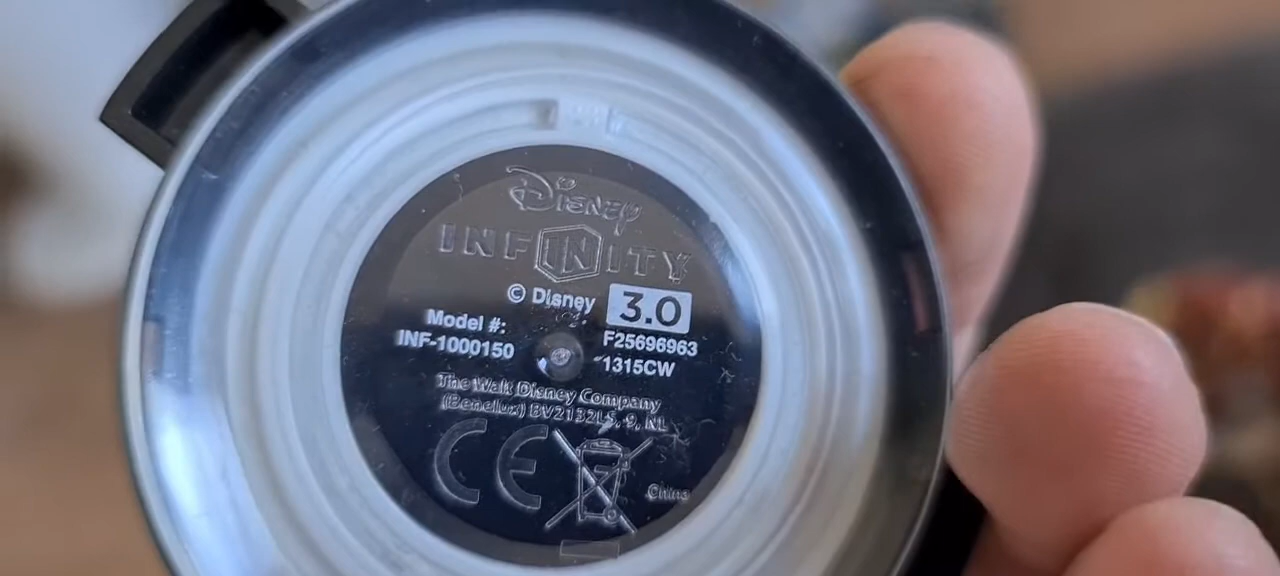 Disney
INFINITY
© Disney 3.0
Model #:
INF-1000150
F25696963
1315CW
The Walt Disney Company
(Benelux) BV2132LS, 9, NL
CE
China